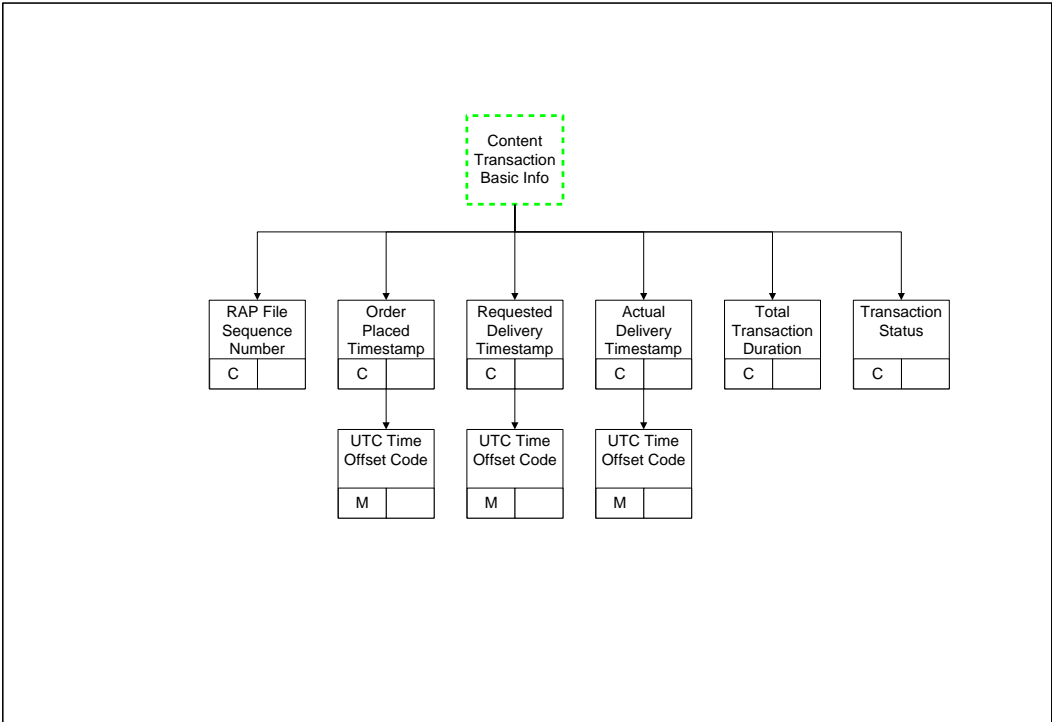 Content
Transaction
Basic Info
RAP File
Sequence
Number
C
Order
Placed
Timestamp
C
Requested
Delivery
Timestamp
C
Actual
Delivery
Timestamp
C
Total
Transaction
Duration
C
Transaction
Status
C
UTC Time
Offset Code
M
UTC Time
Offset Code
M
UTC Time
Offset Code
M